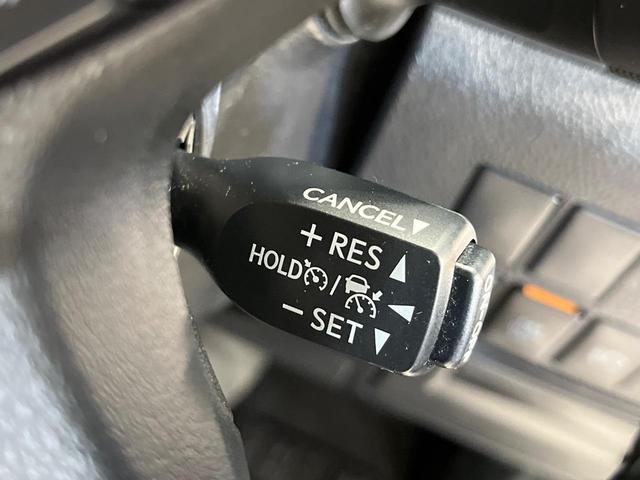 CANCEL▼
+ RES ▲
HOLD / ◀
− SET ▼